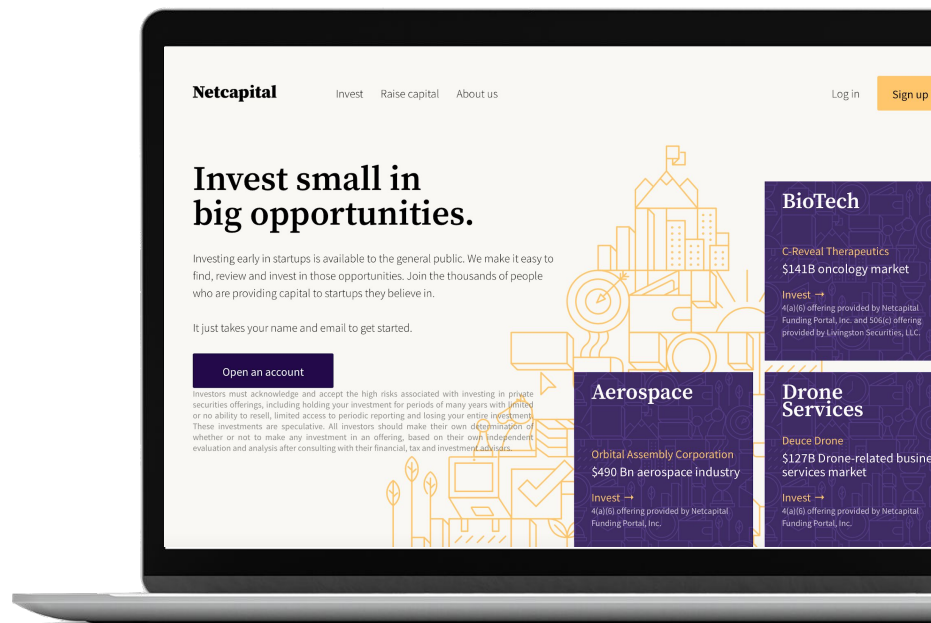 Netcapital
Invest
Raise capital
About us
Log in
Sign up
Invest small in
big opportunities.
Investing early in startups is available to the general public. We make it easy to
find, review and invest in those opportunities. Join the thousands of people
who are providing capital to startups they believe in.
It just takes your name and email to get started.
Open an account
Investors must acknowledge and accept the high risks associated with investing in private
securities offerings, including holding your investment for periods of many years with limited
or no ability to resell, limited access to periodic reporting and losing your entire investment.
These investments are speculative. All investors should make their own determination of
whether or not to make any investment in an offering, based on their own independent
evaluation and analysis after consulting with their financial, tax and investment advisors.
BioTech
C-Reveal Therapeutics
$141B oncology market
Invest →
4(a)(6) offering provided by Netcapital
Funding Portal, Inc. and 506(c) offering
provided by Livingston Securities, LLC.
Aerospace
Orbital Assembly Corporation
$490 Bn aerospace industry
Invest →
4(a)(6) offering provided by Netcapital
Funding Portal, Inc.
Drone
Services
Deuce Drone
$127B Drone-related busine
services market
Invest →
4(a)(6) offering provided by Netcapital
Funding Portal, Inc.